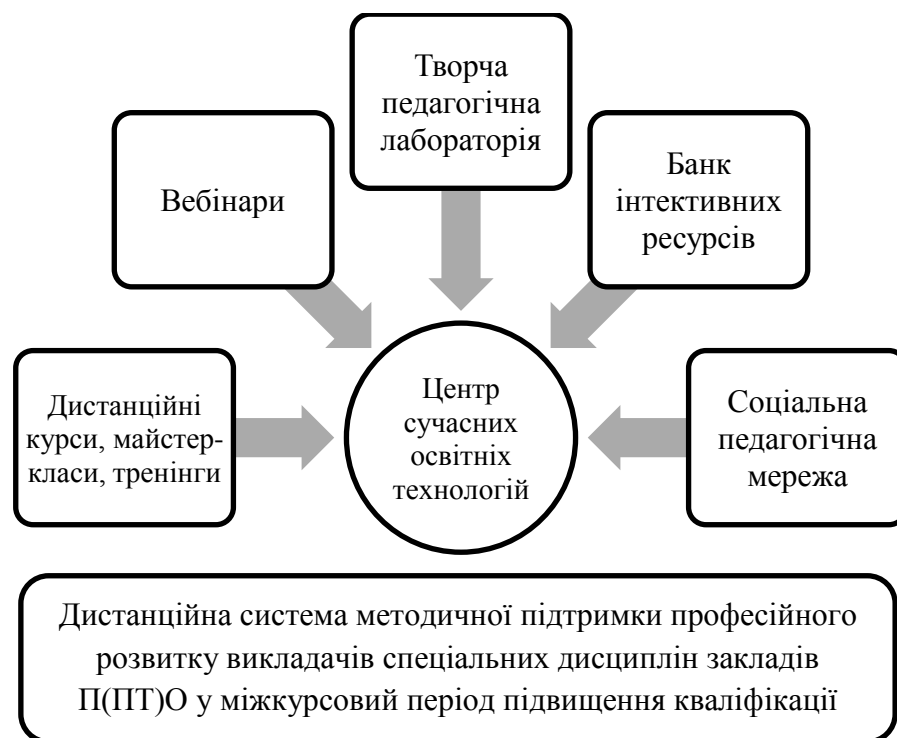 Творча
педагогічна
лабораторія
Вебінари
Банк
інтективних
ресурсів
Дистанційні
курси, майстер-
класи, тренінги
Центр
сучасних
освітніх
технологій
Соціальна
педагогічна
мережа
Дистанційна система методичної підтримки професійного
розвитку викладачів спеціальних дисциплін закладів
П(ПТ)О у міжкурсовий період підвищення кваліфікації